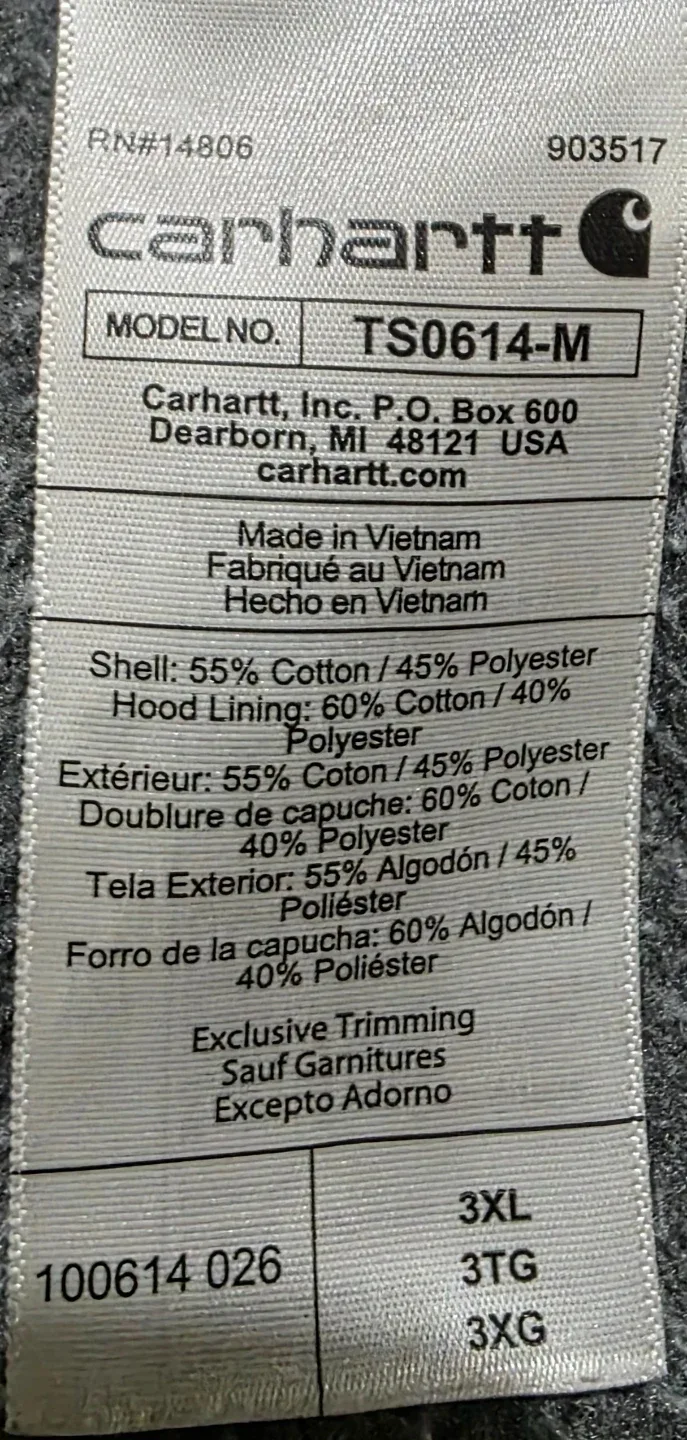 RN#14806 903517
carhartt
MODEL NO. TS0614-M
Carhartt, Inc. P.O. Box 600
Dearborn, MI 48121 USA
carhartt.com
Made in Vietnam
Fabriqué au Vietnam
Hecho en Vietnam
Shell: 55% Cotton / 45% Polyester
Hood Lining: 60% Cotton / 40%
Polyester
Extérieur: 55% Coton / 45% Polyester
Doublure de capuche: 60% Coton /
40% Polyester
Tela Exterior: 55% Algodón / 45%
Poliéster
Forro de la capucha: 60% Algodón /
40% Poliéster
Exclusive Trimming
Sauf Garnitures
Excepto Adorno
100614 026
3XL
3TG
3XG